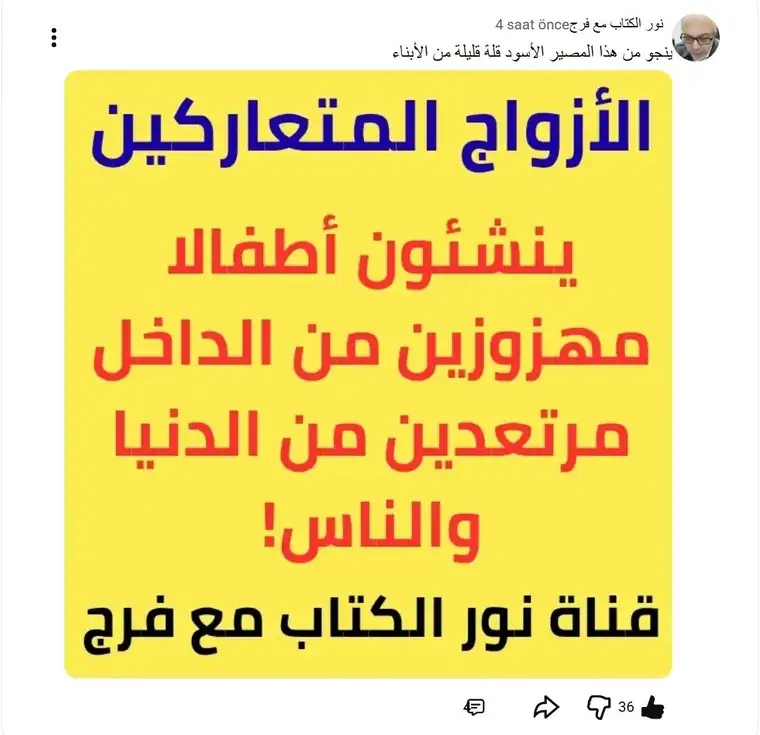 نور الكتاب مع فرج 4 saat önce
ينجو من هذا المصير الأسود قلة قليلة من الأبناء
الأزواج المتعاركين
ينشئون أطفالا
مهزوزين من الداخل
مرتعدين من الدنيا
والناس!
قناة نور الكتاب مع فرج
36
4